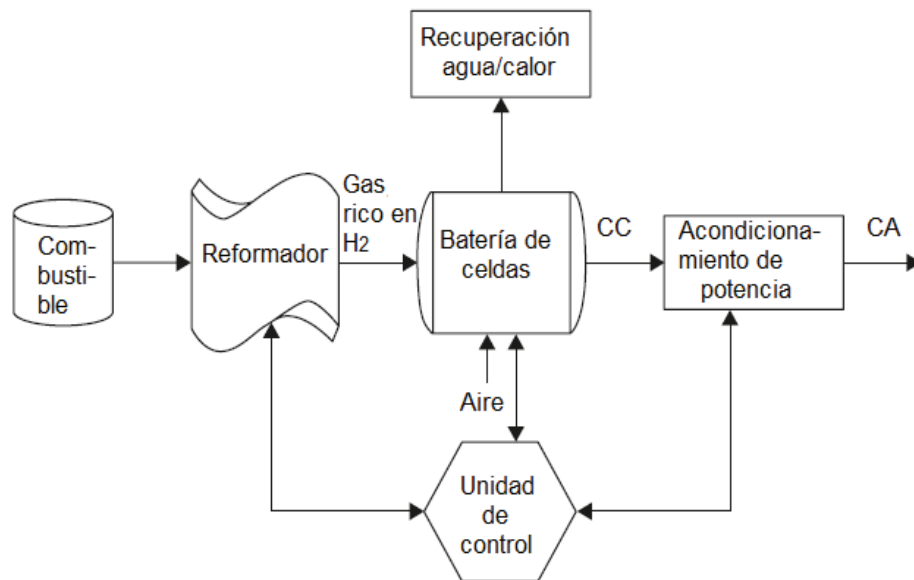 Recuperación
agua/calor
Com-
busti-
ble
Reformador
Gas
rico en
H2
Batería de
celdas
CC
Acondiciona-
miento de
potencia
CA
Aire
Unidad
de
control